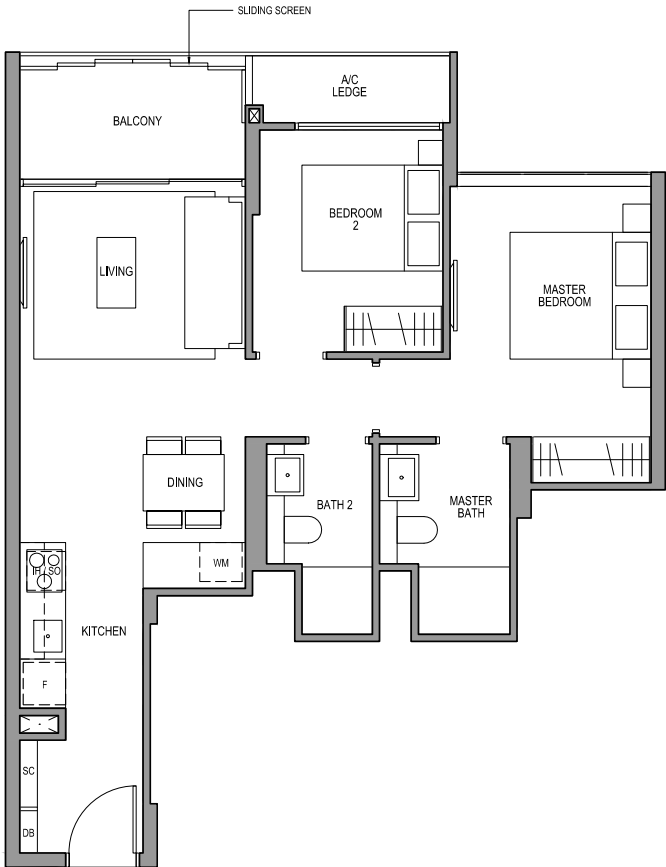 SLIDING SCREEN
A/C
LEDGE
BALCONY
BEDROOM
2
LIVING
MASTER
BEDROOM
DINING
BATH 2
MASTER
BATH
WM
IH / SO
KITCHEN
F
SC
DB